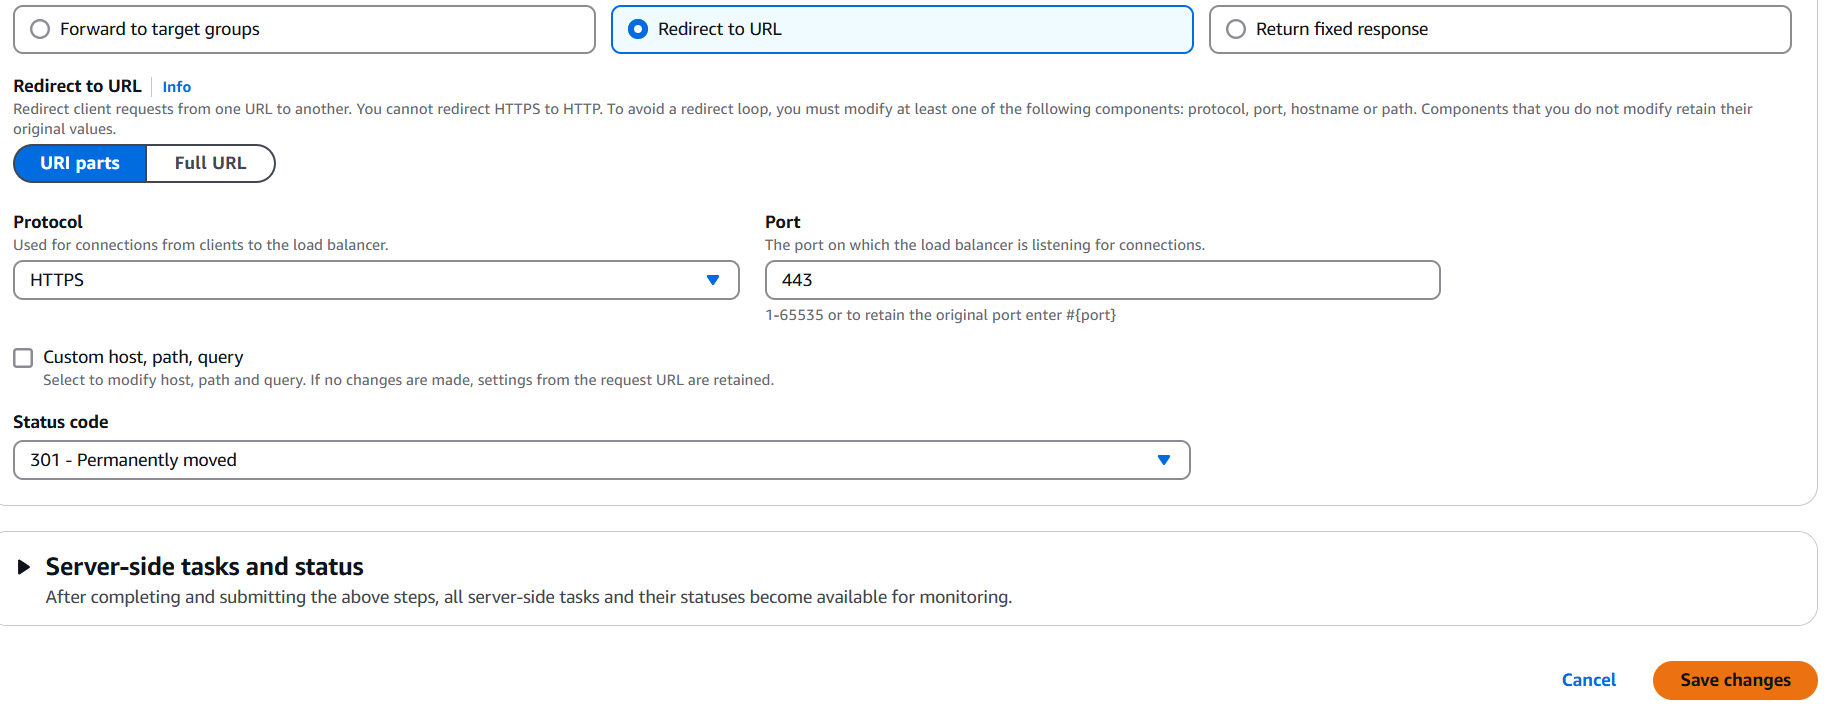 Forward to target groups
Redirect to URL
Return fixed response
Redirect to URL
Info
Redirect client requests from one URL to another. You cannot redirect HTTPS to HTTP. To avoid a redirect loop, you must modify at least one of the following components: protocol, port, hostname or path. Components that you do not modify retain their
original values.
URI parts
Full URL
Protocol
Used for connections from clients to the load balancer.
HTTPS
Port
The port on which the load balancer is listening for connections.
443
1-65535 or to retain the original port enter #{port}
Custom host, path, query
Select to modify host, path and query. If no changes are made, settings from the request URL are retained.
Status code
301 - Permanently moved
Server-side tasks and status
After completing and submitting the above steps, all server-side tasks and their statuses become available for monitoring.
Cancel
Save changes